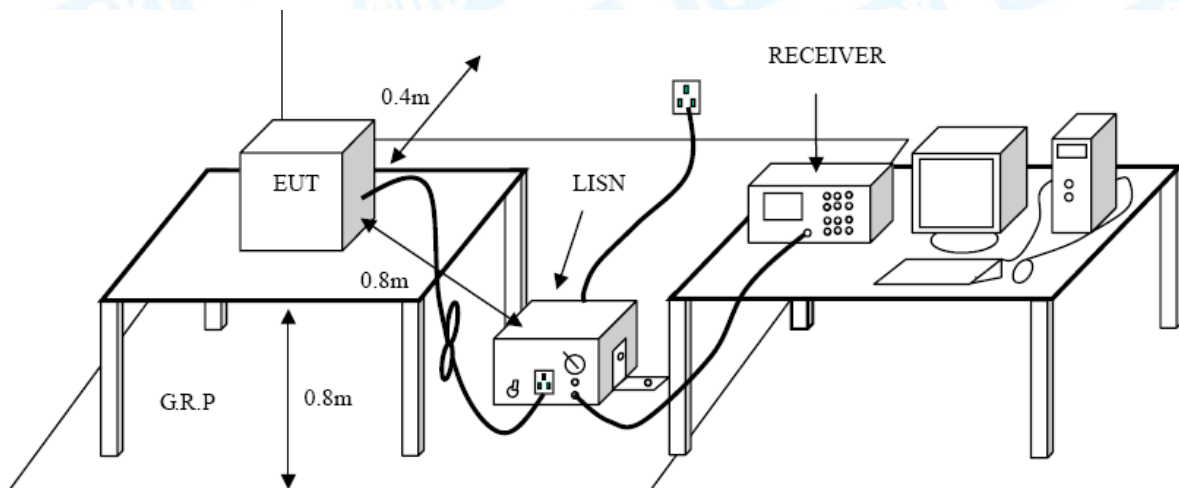 RECEIVER
0.4m
EUT
LISN
0.8m
G.R.P
0.8m